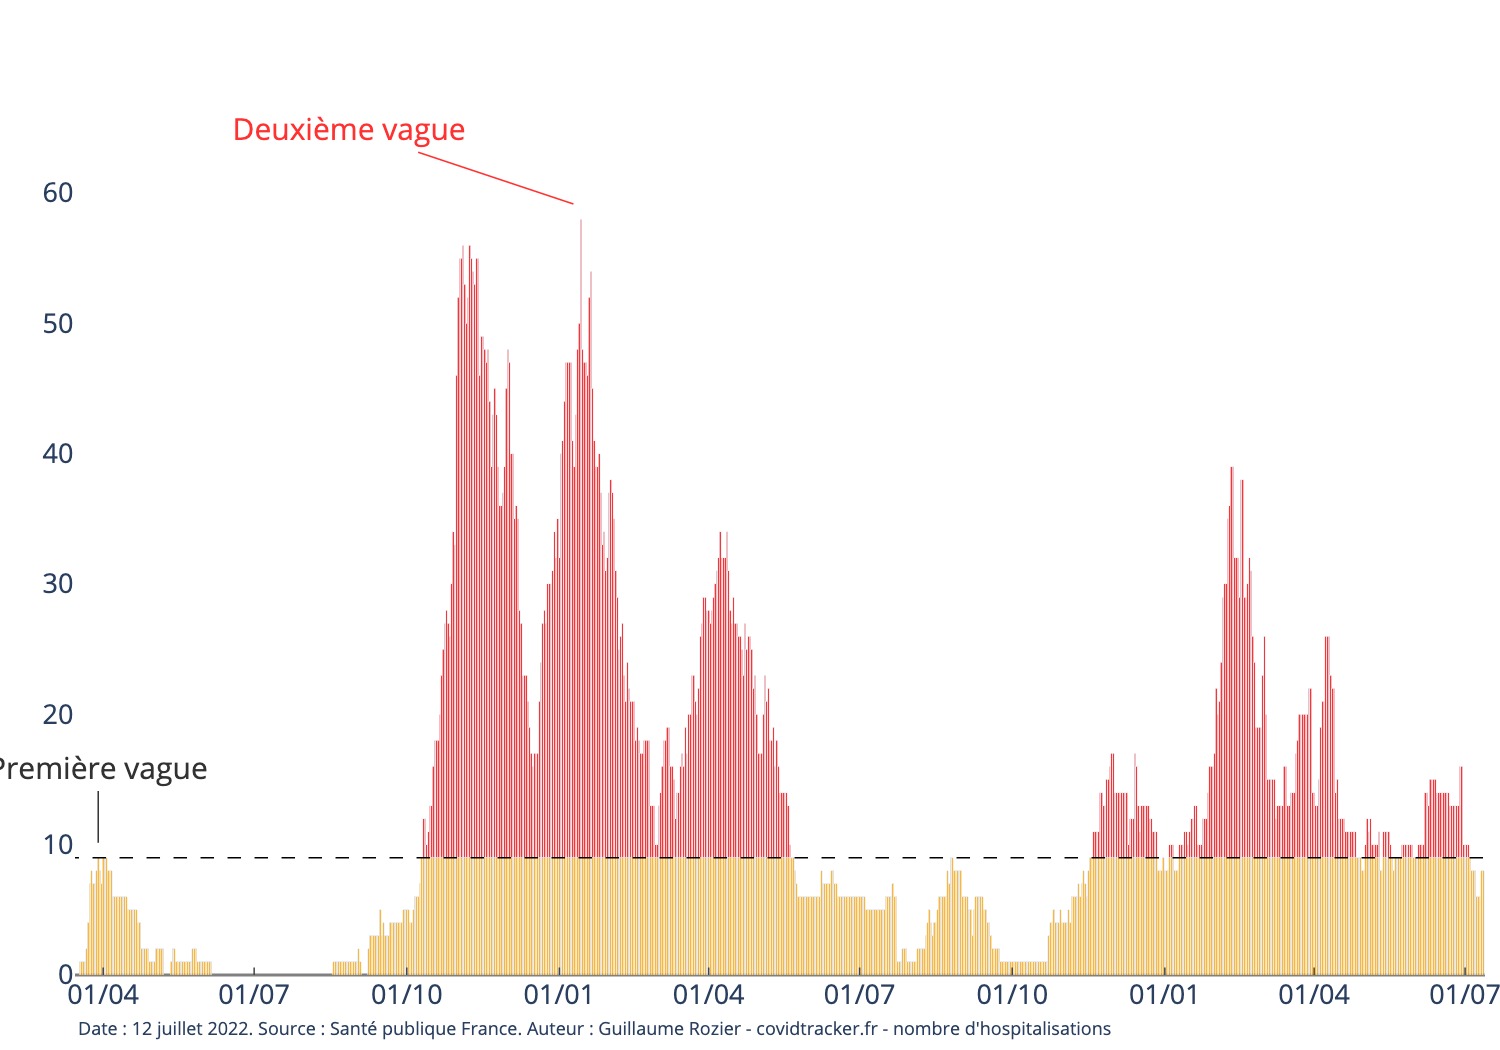 Deuxième vague
60
50
40
30
20
Première vague
10
0
01/04 01/07 01/10 01/01 01/04 01/07 01/10 01/01 01/04 01/07
Date : 12 juillet 2022. Source : Santé publique France. Auteur : Guillaume Rozier - covidtracker.fr - nombre d'hospitalisations